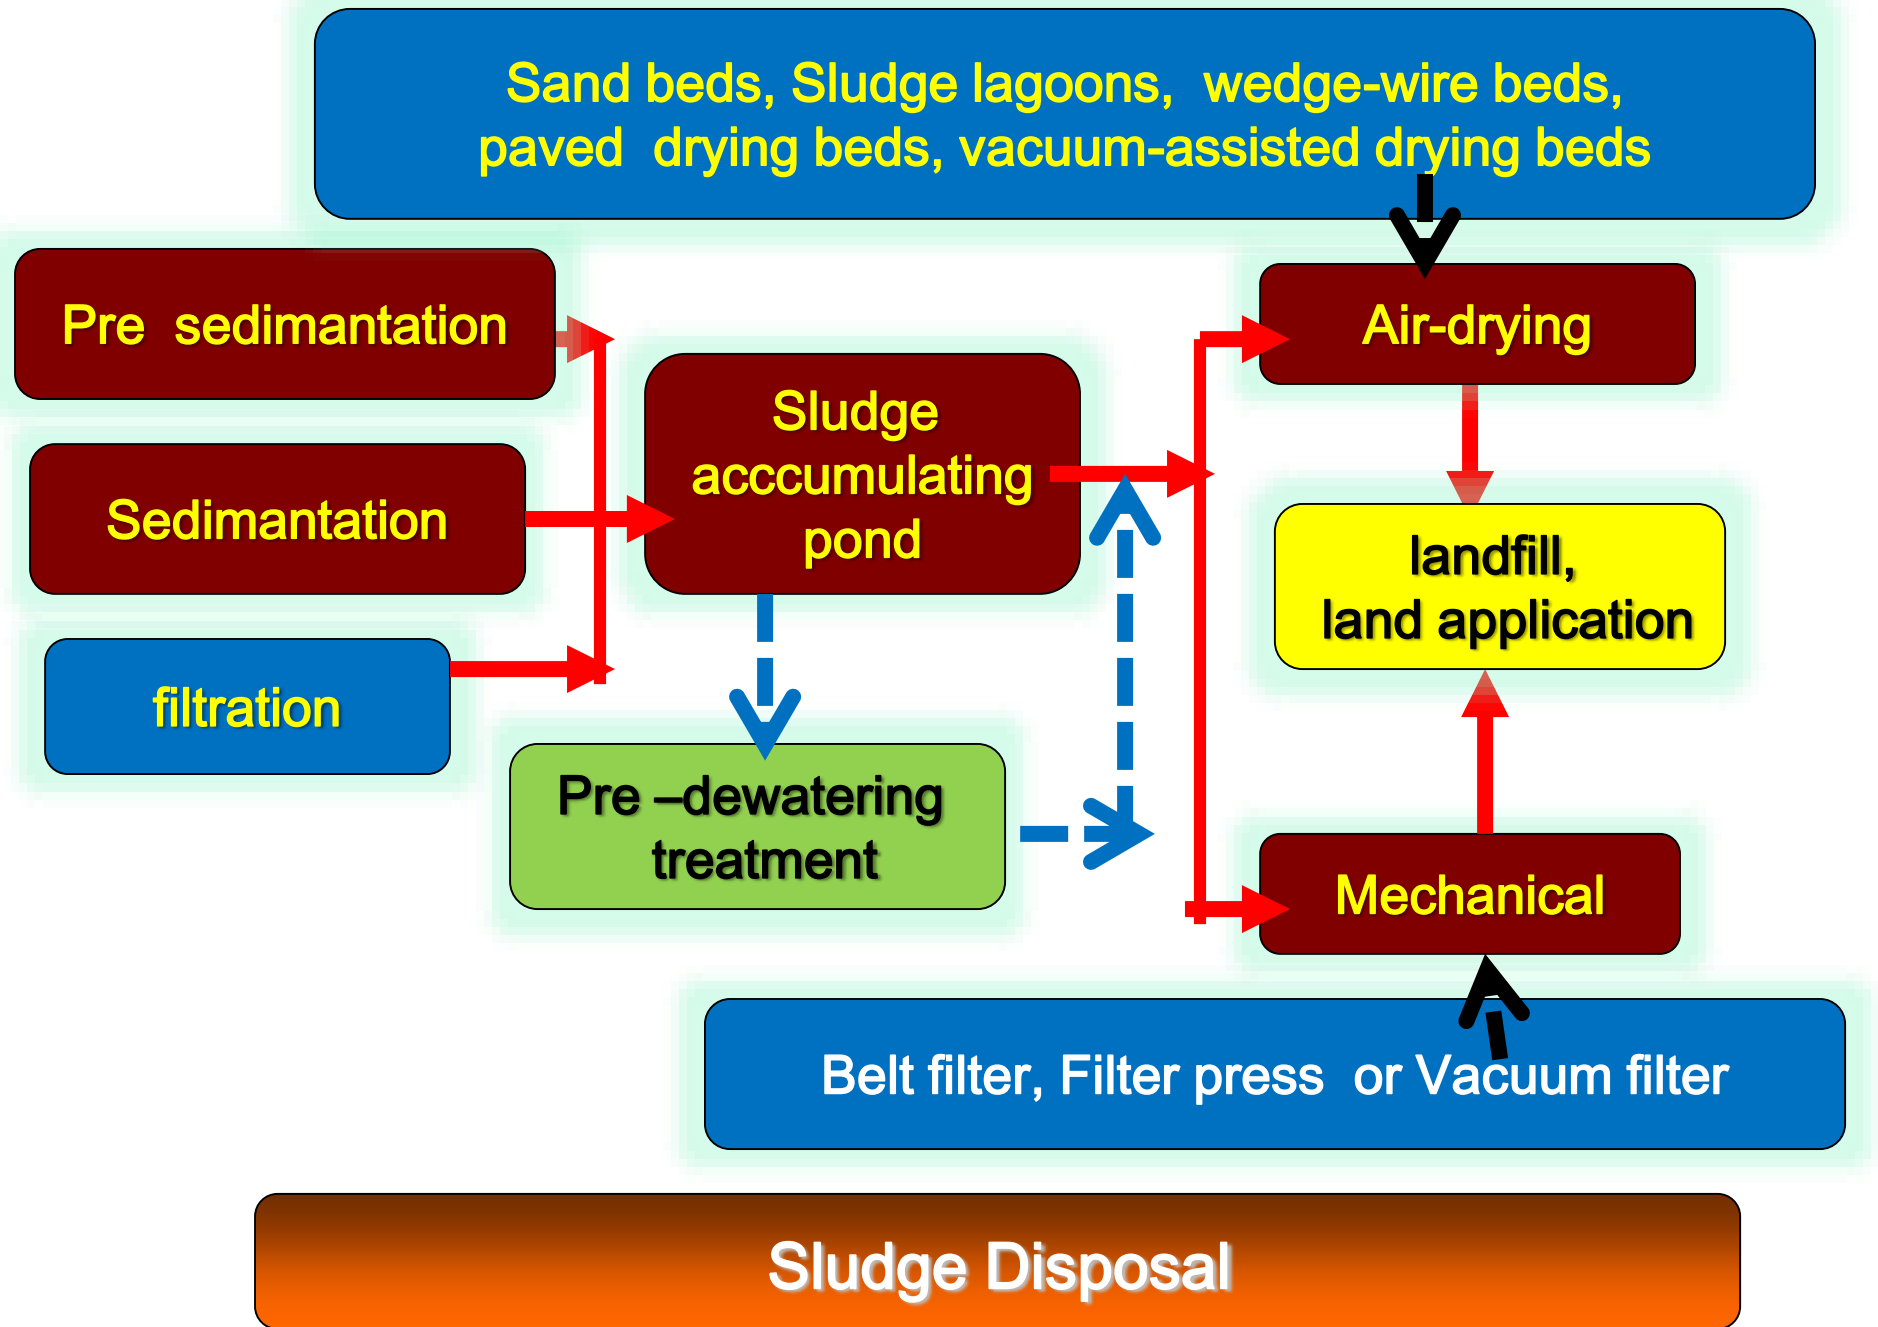 Sand beds, Sludge lagoons, wedge-wire beds,
paved drying beds, vacuum-assisted drying beds
Pre sedimantation
Air-drying
Sludge
acccumulating
pond
Sedimantation
landfill,
land application
filtration
Pre –dewatering
treatment
Mechanical
Belt filter, Filter press or Vacuum filter
Sludge Disposal